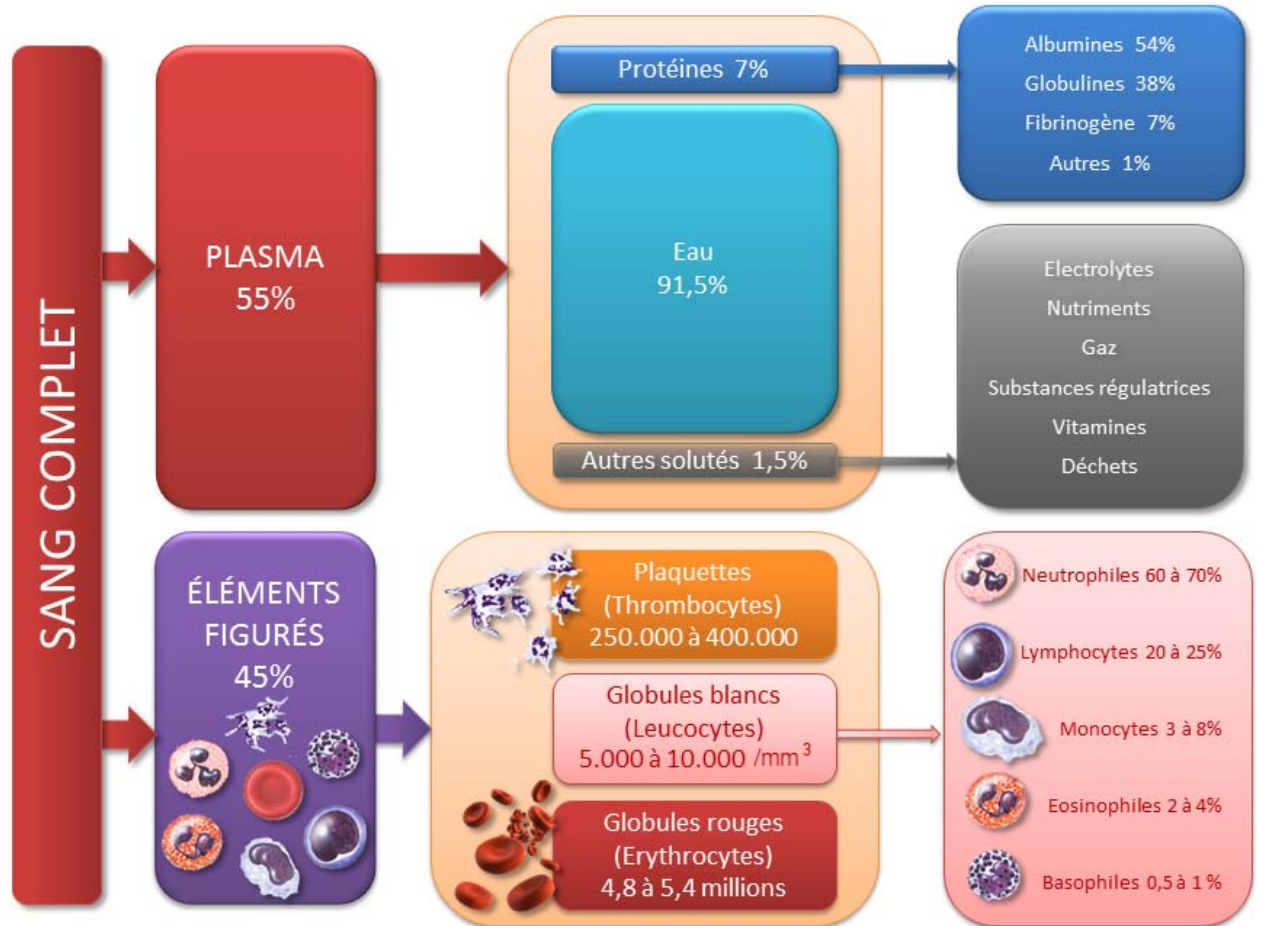 SANG COMPLET
PLASMA
55%
Protéines 7%
Eau
91,5%
Autres solutés 1,5%
Albumines 54%
Globulines 38%
Fibrinogène 7%
Autres 1%
Electrolytes
Nutriments
Gaz
Substances régulatrices
Vitamines
Déchets
ÉLÉMENTS
FIGURÉS
45%
Plaquettes
(Thrombocytes)
250.000 à 400.000
Globules blancs
(Leucocytes)
5.000 à 10.000 /mm³
Globules rouges
(Erythrocytes)
4,8 à 5,4 millions
Neutrophiles 60 à 70%
Lymphocytes 20 à 25%
Monocytes 3 à 8%
Eosinophiles 2 à 4%
Basophiles 0,5 à 1 %